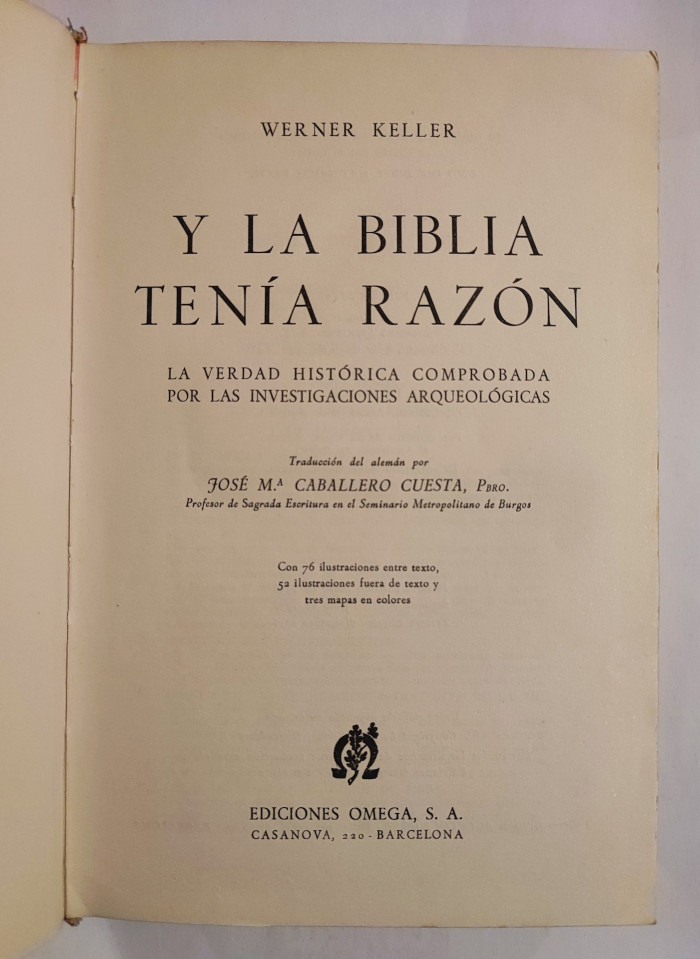 WERNER KELLER
Y LA BIBLIA
TENÍA RAZÓN
LA VERDAD HISTÓRICA COMPROBADA
POR LAS INVESTIGACIONES ARQUEOLÓGICAS
Traducción del alemán por
JOSÉ M.ª CABALLERO CUESTA, PBRO.
Profesor de Sagrada Escritura en el Seminario Metropolitano de Burgos
Con 76 ilustraciones entre texto,
52 ilustraciones fuera de texto y
tres mapas en colores
EDICIONES OMEGA, S. A.
CASANOVA, 220 - BARCELONA